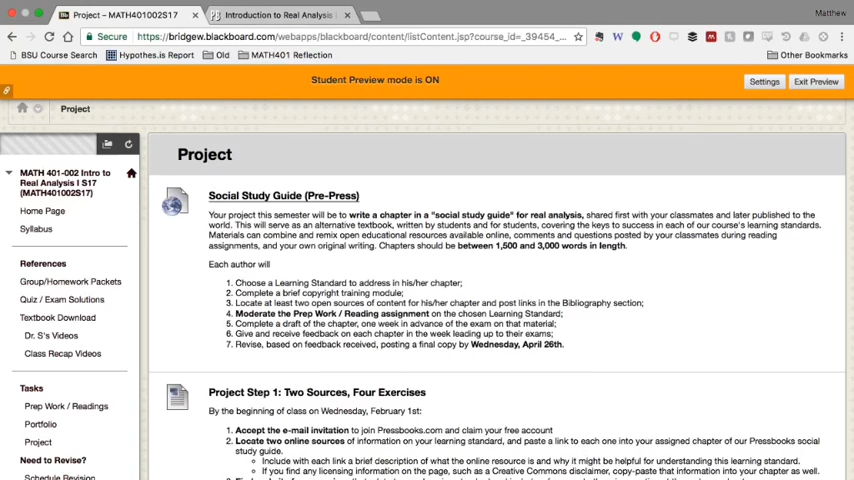 Project – MATH401002S17
Introduction to Real Analysis I
Matthew
Secure
https://bridgew.blackboard.com/webapps/blackboard/content/listContent.jsp?course_id=_39454_...
BSU Course Search
Hypothes.is Report
Old
MATH401 Reflection
Other Bookmarks
Student Preview mode is ON
Settings
Exit Preview
Project
MATH 401-002 Intro to
Real Analysis I S17
(MATH401002S17)
Home Page
Syllabus
References
Group/Homework Packets
Quiz / Exam Solutions
Textbook Download
Dr. S's Videos
Class Recap Videos
Tasks
Prep Work / Readings
Portfolio
Project
Need to Revise?
Schedule Revision
Project
Social Study Guide (Pre-Press)
Your project this semester will be to write a chapter in a "social study guide" for real analysis, shared first with your classmates and later published to the
world. This will serve as an alternative textbook, written by students and for students, covering the keys to success in each of our course's learning standards.
Materials can combine and remix open educational resources available online, comments and questions posted by your classmates during reading
assignments, and your own original writing. Chapters should be between 1,500 and 3,000 words in length.
Each author will
1. Choose a Learning Standard to address in his/her chapter;
2. Complete a brief copyright training module;
3. Locate at least two open sources of content for his/her chapter and post links in the Bibliography section;
4. Moderate the Prep Work / Reading assignment on the chosen Learning Standard;
5. Complete a draft of the chapter, one week in advance of the exam on that material;
6. Give and receive feedback on each chapter in the week leading up to their exams;
7. Revise, based on feedback received, posting a final copy by Wednesday, April 26th.
Project Step 1: Two Sources, Four Exercises
By the beginning of class on Wednesday, February 1st:
1. Accept the e-mail invitation to join Pressbooks.com and claim your free account
2. Locate two online sources of information on your learning standard, and paste a link to each one into your assigned chapter of our Pressbooks social
study guide.
Include with each link a brief description of what the online resource is and why it might be helpful for understanding this learning standard.
If you find any licensing information on the page, such as a Creative Commons disclaimer, copy-paste that information into your chapter as well.